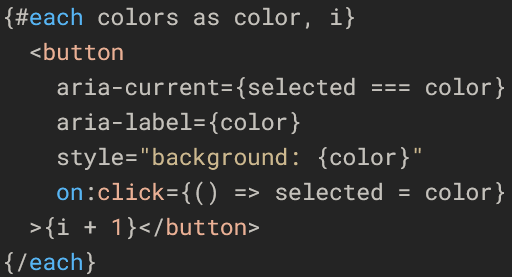 {#each colors as color, i}
  <button
    aria-current={selected === color}
    aria-label={color}
    style="background: {color}"
    on:click={() => selected = color}
  >{i + 1}</button>
{/each}